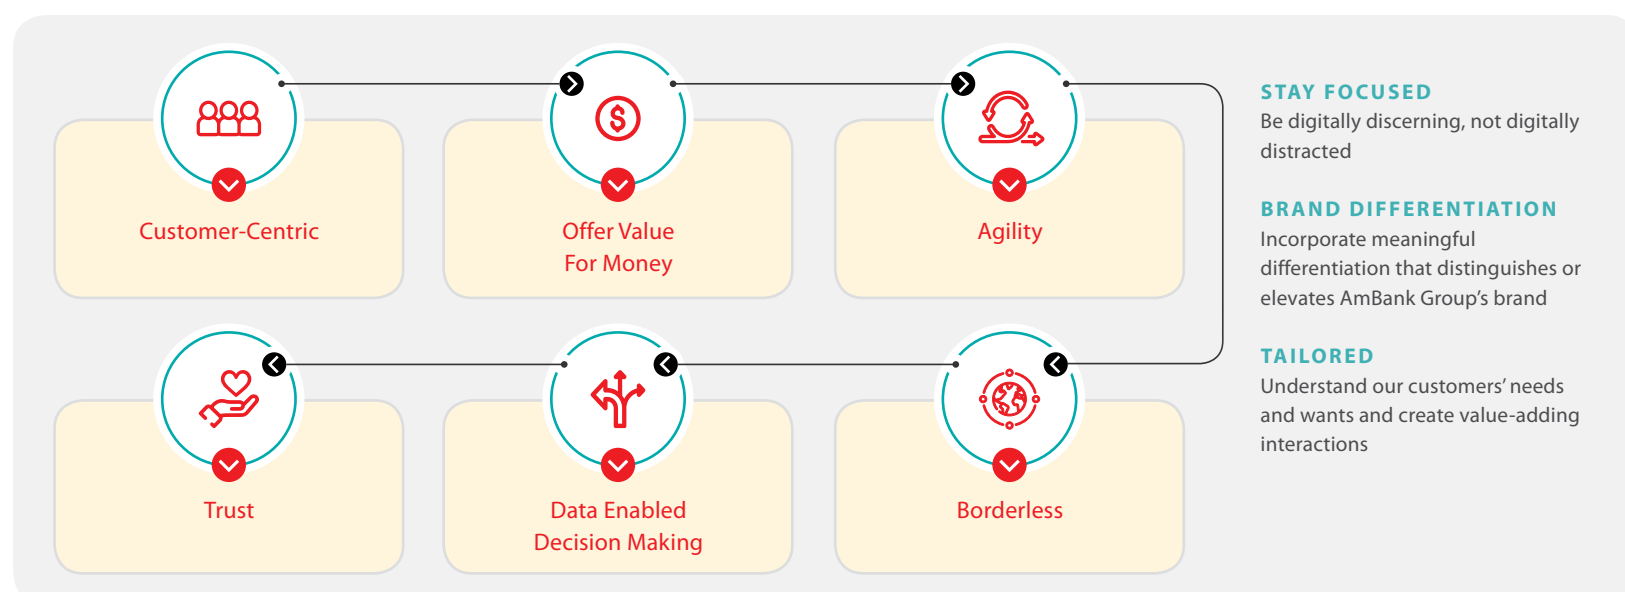 Customer-Centric
Offer Value
For Money
Agility
Trust
Data Enabled
Decision Making
Borderless
STAY FOCUSED
Be digitally discerning, not digitally
distracted
BRAND DIFFERENTIATION
Incorporate meaningful
differentiation that distinguishes or
elevates AmBank Group’s brand
TAILORED
Understand our customers’ needs
and wants and create value-adding
interactions